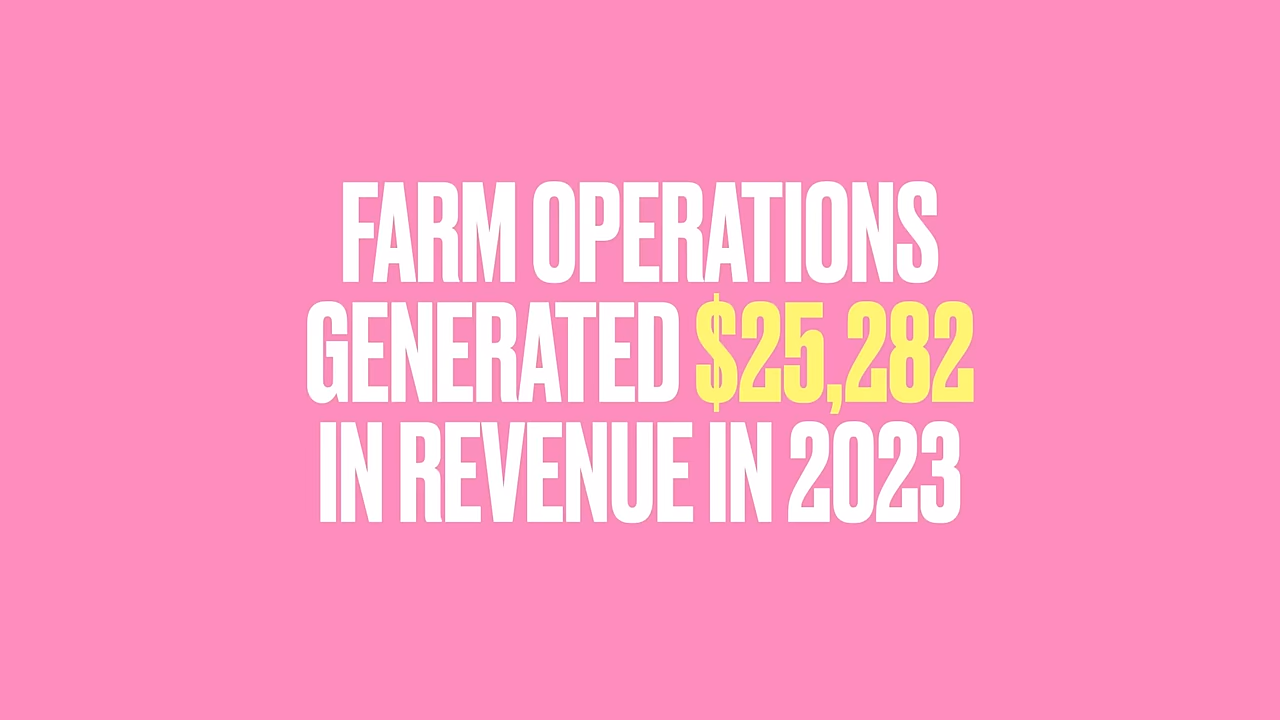 FARM OPERATIONS
GENERATED $25,282
IN REVENUE IN 2023